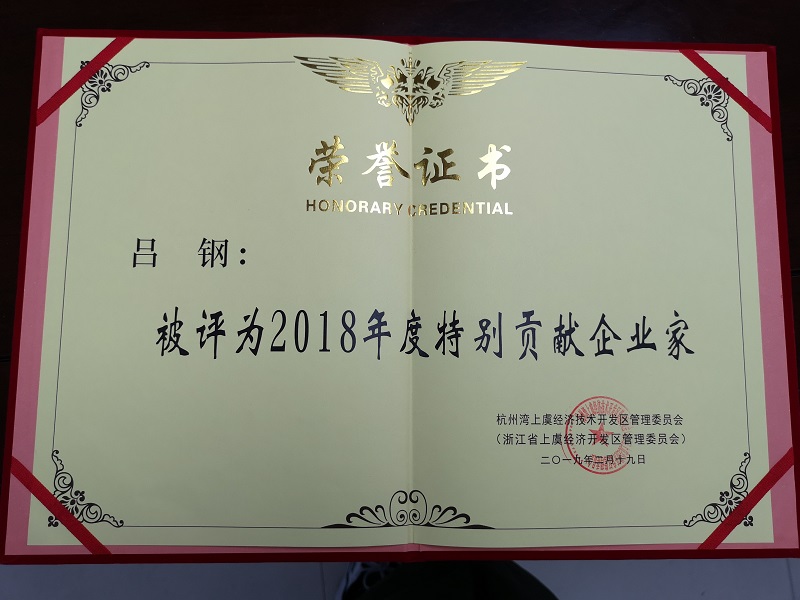 荣誉证书
HONORARY CREDENTIAL
吕 钢：
被评为2018年度特别贡献企业家
杭州湾上虞经济技术开发区管理委员会
（浙江省上虞经济开发区管理委员会）
二〇一九年二月十九日